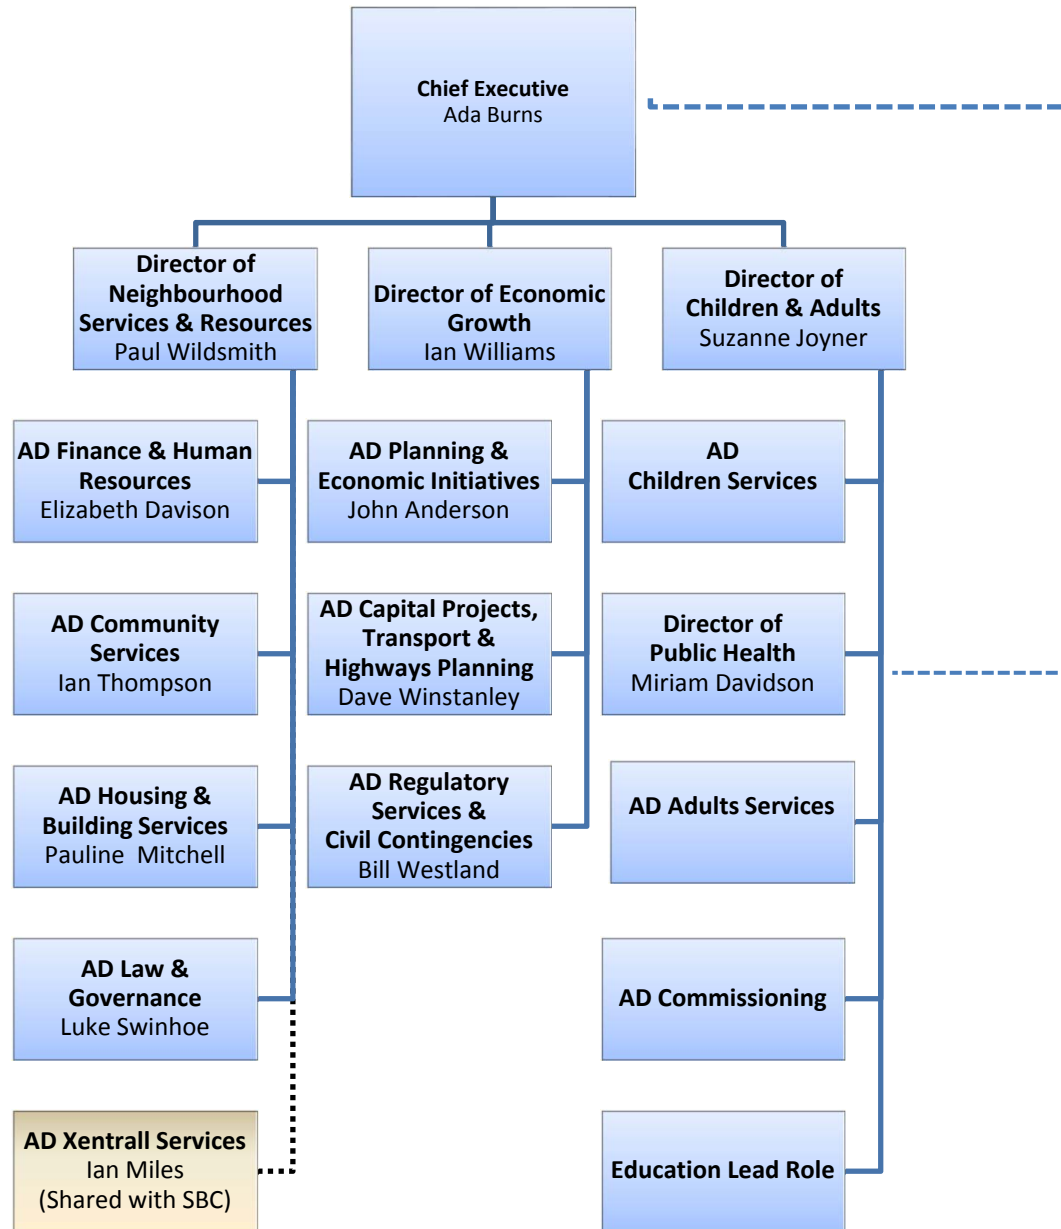 Chief Executive
Ada Burns
Director of
Neighbourhood
Services & Resources
Paul Wildsmith
Director of Economic
Growth
Ian Williams
Director of
Children & Adults
Suzanne Joyner
AD Finance & Human
Resources
Elizabeth Davison
AD Planning &
Economic Initiatives
John Anderson
AD
Children Services
AD Community
Services
Ian Thompson
AD Capital Projects,
Transport &
Highways Planning
Dave Winstanley
Director of
Public Health
Miriam Davidson
AD Housing &
Building Services
Pauline Mitchell
AD Regulatory
Services &
Civil Contingencies
Bill Westland
AD Adults Services
AD Law &
Governance
Luke Swinhoe
AD Commissioning
AD Xentrall Services
Ian Miles
(Shared with SBC)
Education Lead Role